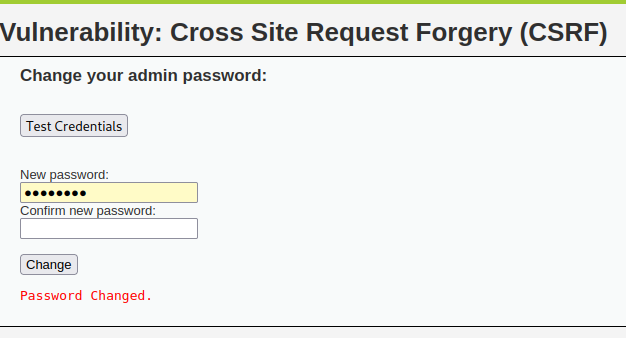 Vulnerability: Cross Site Request Forgery (CSRF)
Change your admin password:
Test Credentials
New password:
●●●●●●●●
Confirm new password:
Change
Password Changed.